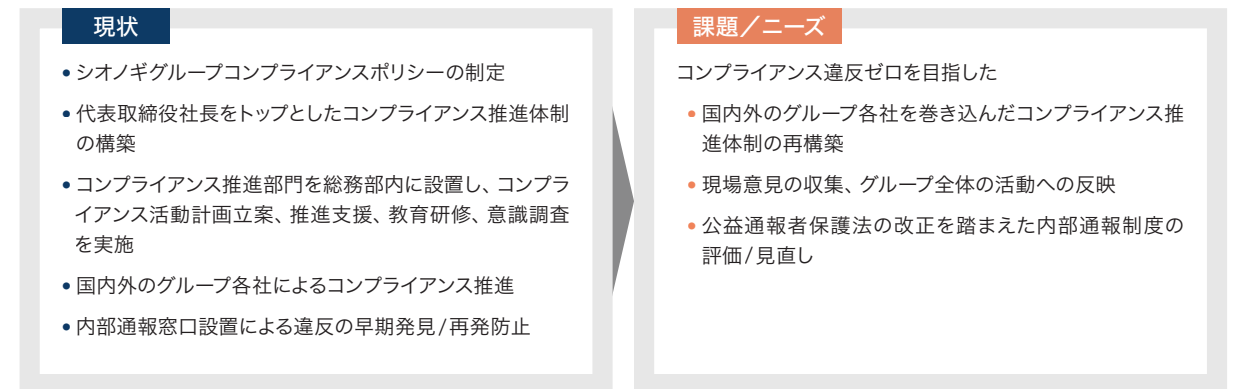 現状
•シオノギグループコンプライアンスポリシーの制定
•代表取締役社長をトップとしたコンプライアンス推進体制
の構築
•コンプライアンス推進部門を総務部内に設置し、コンプラ
イアンス活動計画立案、推進支援、教育研修、意識調査
を実施
•国内外のグループ各社によるコンプライアンス推進
•内部通報窓口設置による違反の早期発見/再発防止
課題/ニーズ
コンプライアンス違反ゼロを目指した
•国内外のグループ各社を巻き込んだコンプライアンス推
進体制の再構築
•現場意見の収集、グループ全体の活動への反映
•公益通報者保護法の改正を踏まえた内部通報制度の
評価/見直し